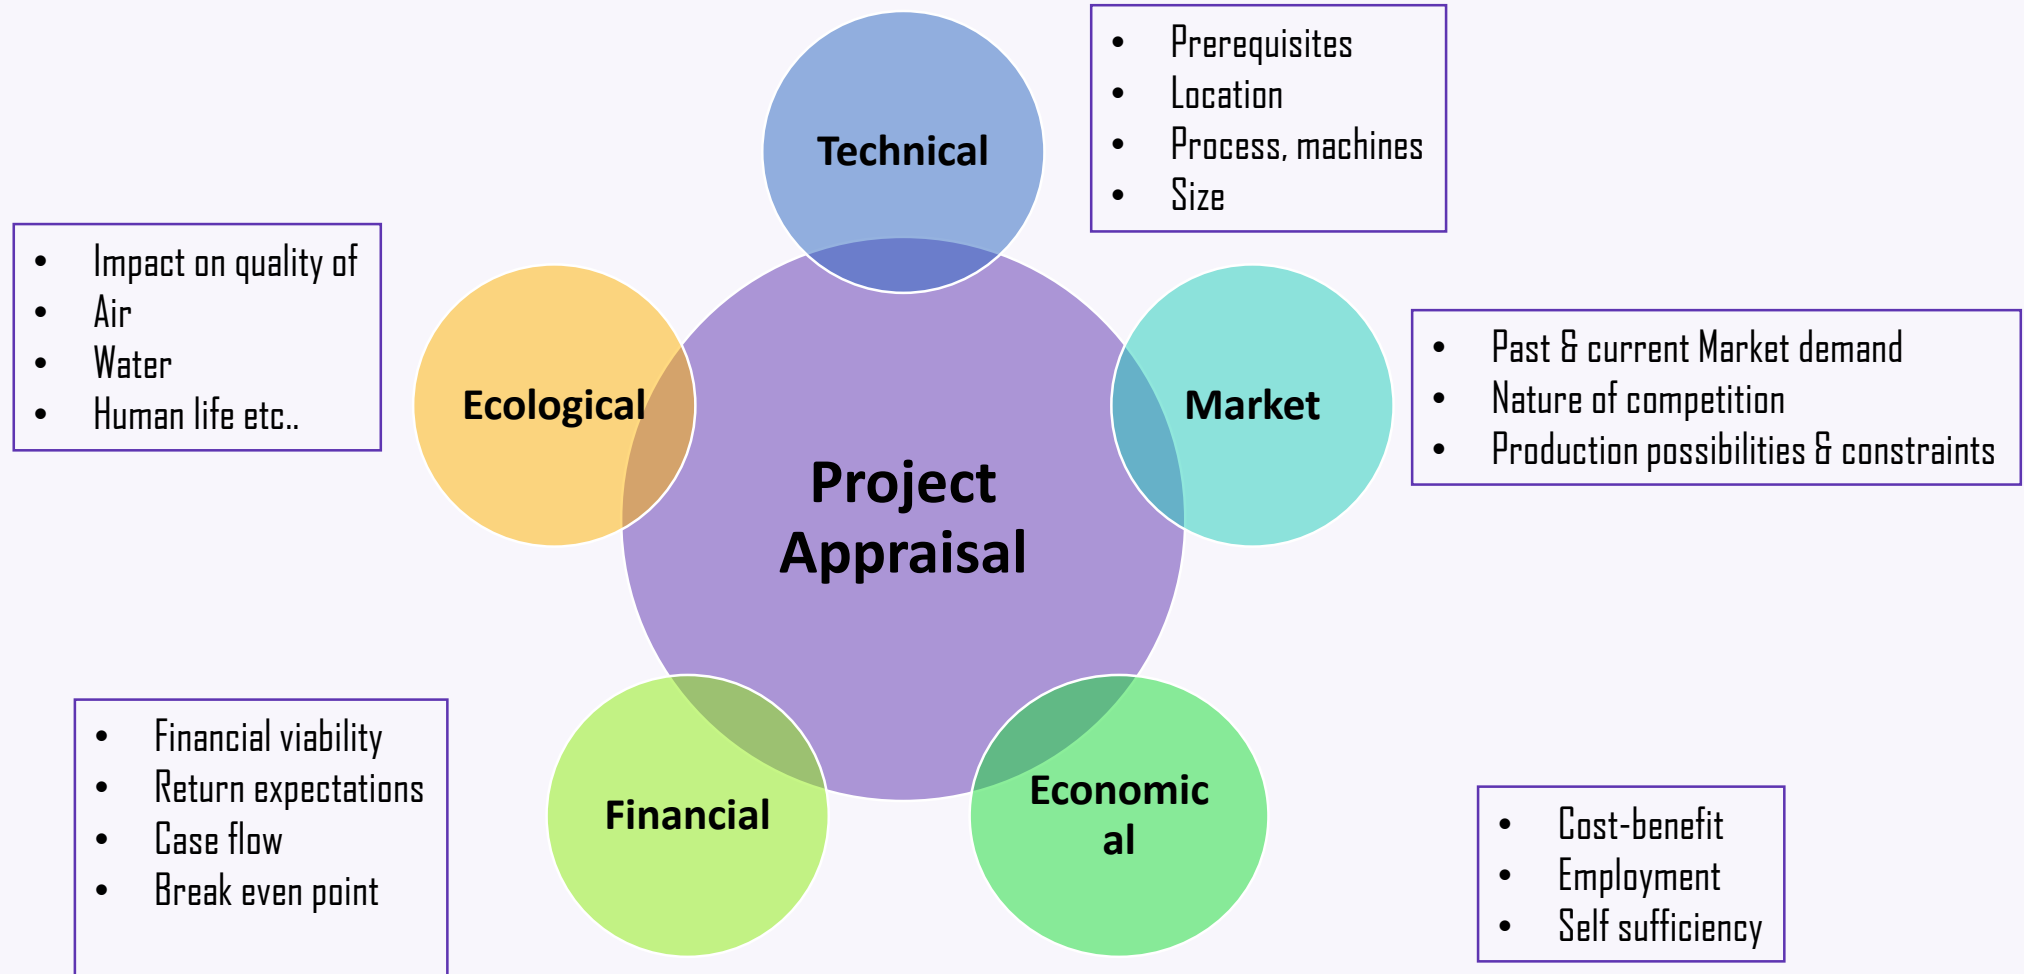 Technical
Prerequisites
Location
Process, machines
Size
Impact on quality of
Air
Water
Human life etc..
Ecological
Market
Past & current Market demand
Nature of competition
Production possibilities & constraints
Project
Appraisal
Financial viability
Return expectations
Case flow
Break even point
Financial
Economic
al
Cost-benefit
Employment
Self sufficiency